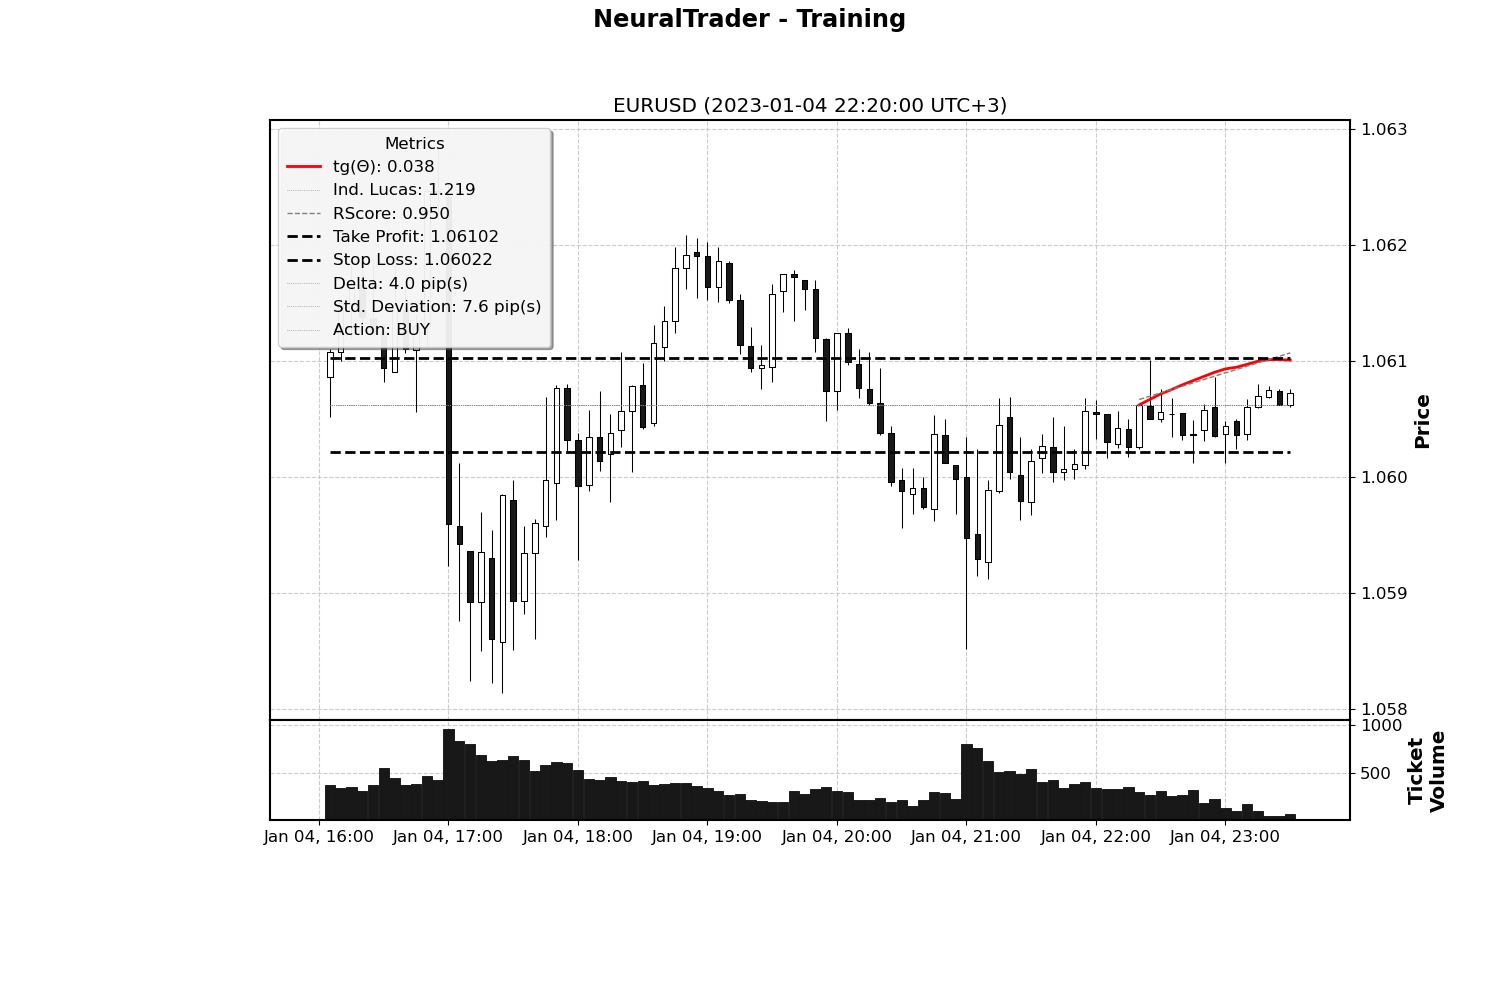 NeuralTrader - Training
EURUSD (2023-01-04 22:20:00 UTC+3)
Metrics
tg(Θ): 0.038
Ind. Lucas: 1.219
RScore: 0.950
Take Profit: 1.06102
Stop Loss: 1.06022
Delta: 4.0 pip(s)
Std. Deviation: 7.6 pip(s)
Action: BUY
1.063
1.062
1.061
1.060
1.059
1.058
Price
1000
500
Ticket
Volume
Jan 04, 16:00 Jan 04, 17:00 Jan 04, 18:00 Jan 04, 19:00 Jan 04, 20:00 Jan 04, 21:00 Jan 04, 22:00 Jan 04, 23:00